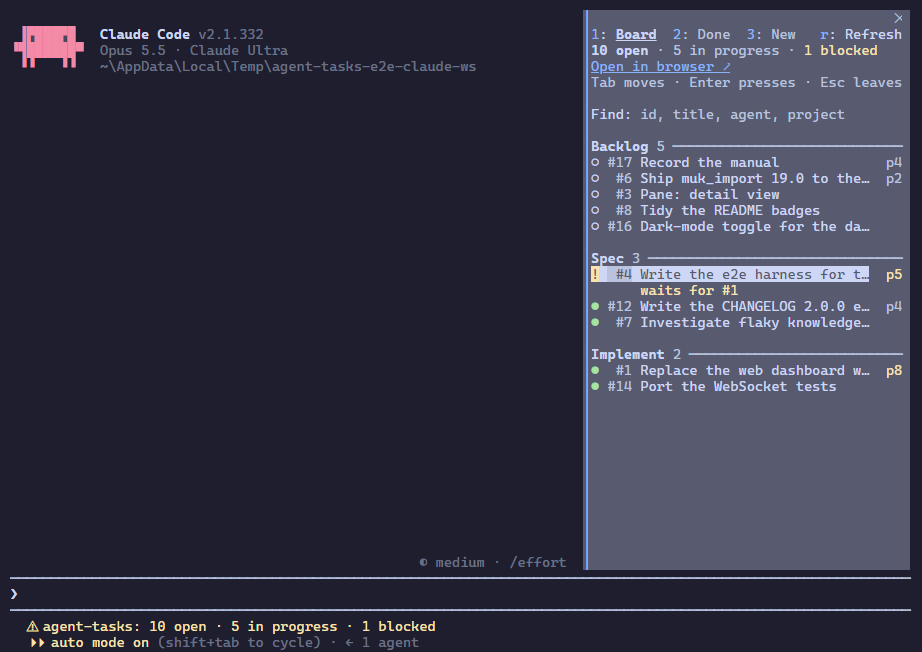 Claude Code v2.1.332
Opus 5.5 · Claude Ultra
~\AppData\Local\Temp\agent-tasks-e2e-claude-ws
1: Board 2: Done 3: New r: Refresh
10 open · 5 in progress · 1 blocked
Open in browser ↗
Tab moves · Enter presses · Esc leaves
Find: id, title, agent, project
Backlog 5
○ #17 Record the manual p4
○ #6 Ship muk_import 19.0 to the… p2
○ #3 Pane: detail view
○ #8 Tidy the README badges
○ #16 Dark-mode toggle for the da…
Spec 3
! #4 Write the e2e harness for t… p5
waits for #1
● #12 Write the CHANGELOG 2.0.0 e… p4
● #7 Investigate flaky knowledge…
Implement 2
● #1 Replace the web dashboard w… p8
● #14 Port the WebSocket tests
◐ medium · /effort
❯
⚠ agent-tasks: 10 open · 5 in progress · 1 blocked
⏵⏵ auto mode on (shift+tab to cycle) · ← 1 agent